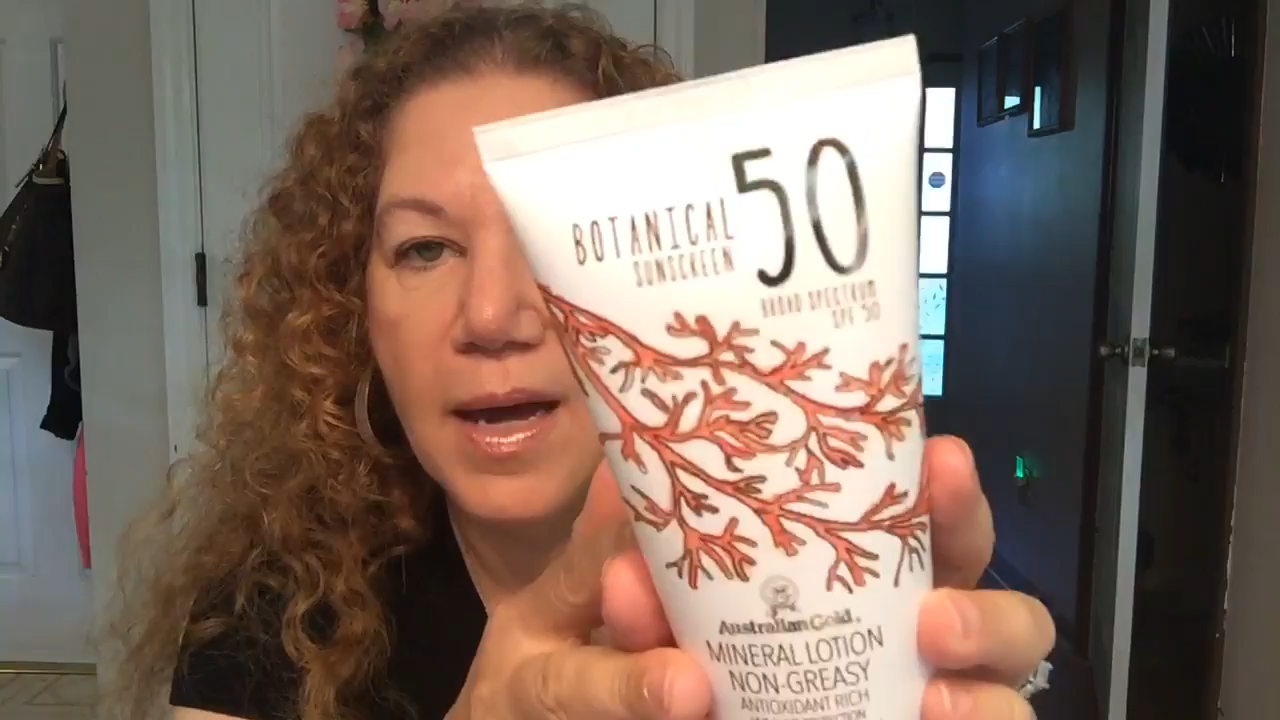 BOTANICAL 50
SUNSCREEN
BROAD SPECTRUM
SPF 50
Australian Gold
MINERAL LOTION
NON-GREASY
ANTIOXIDANT RICH